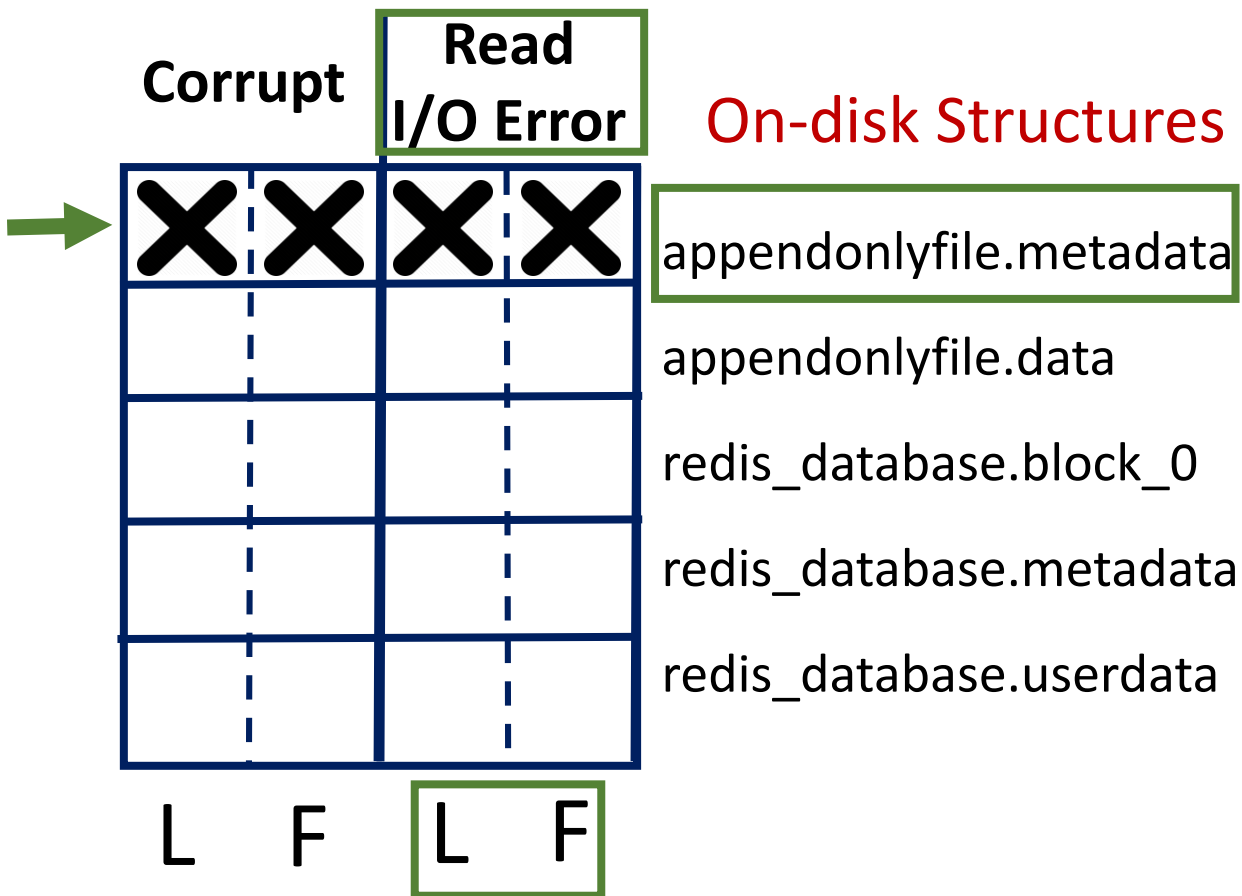 Corrupt
Read
I/O Error
On-disk Structures
appendonlyfile.metadata
appendonlyfile.data
redis_database.block_0
redis_database.metadata
redis_database.userdata
L F L F